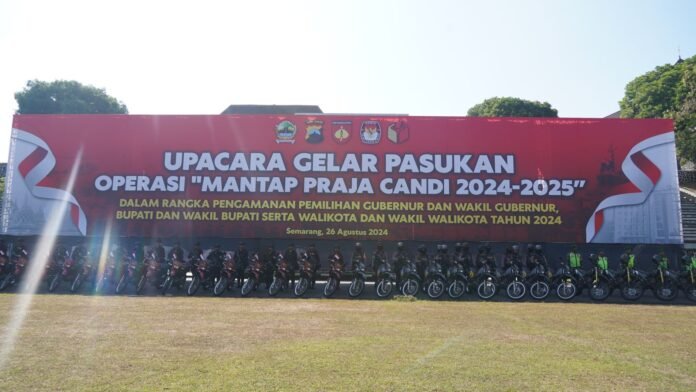 UPACARA GELAR PASUKAN
OPERASI "MANTAP PRAJA CANDI 2024-2025"
DALAM RANGKA PENGAMANAN PEMILIHAN GUBERNUR DAN WAKIL GUBERNUR,
BUPATI DAN WAKIL BUPATI SERTA WALIKOTA DAN WAKIL WALIKOTA TAHUN 2024
Semarang, 26 Agustus 2024